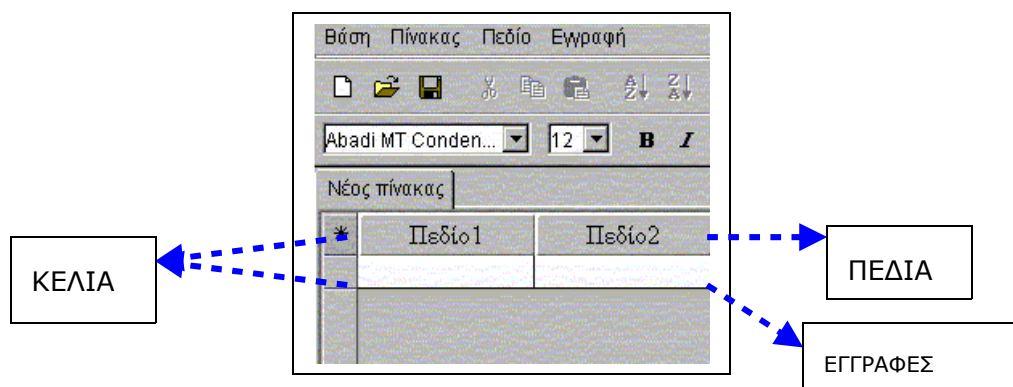 Βάση Πίνακας Πεδίο Εγγραφή
Abadi MT Conden... 12 B I
Νέος πίνακας
* Πεδίο1 Πεδίο2
ΚΕΛΙΑ
ΠΕΔΙΑ
ΕΓΓΡΑΦΕΣ